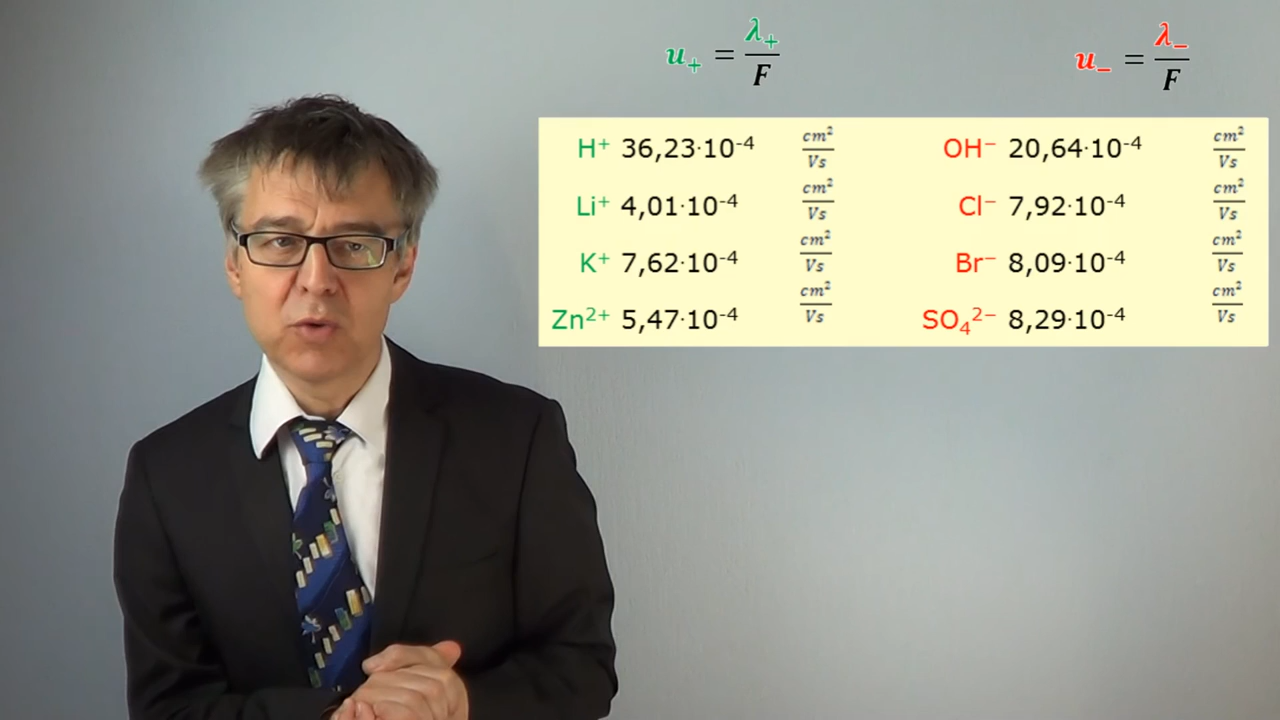 u₊ = λ₊/F u₋ = λ₋/F
H⁺ 36,23·10⁻⁴ cm²/Vs OH⁻ 20,64·10⁻⁴ cm²/Vs
Li⁺ 4,01·10⁻⁴ cm²/Vs Cl⁻ 7,92·10⁻⁴ cm²/Vs
K⁺ 7,62·10⁻⁴ cm²/Vs Br⁻ 8,09·10⁻⁴ cm²/Vs
Zn²⁺ 5,47·10⁻⁴ cm²/Vs SO₄²⁻ 8,29·10⁻⁴ cm²/Vs